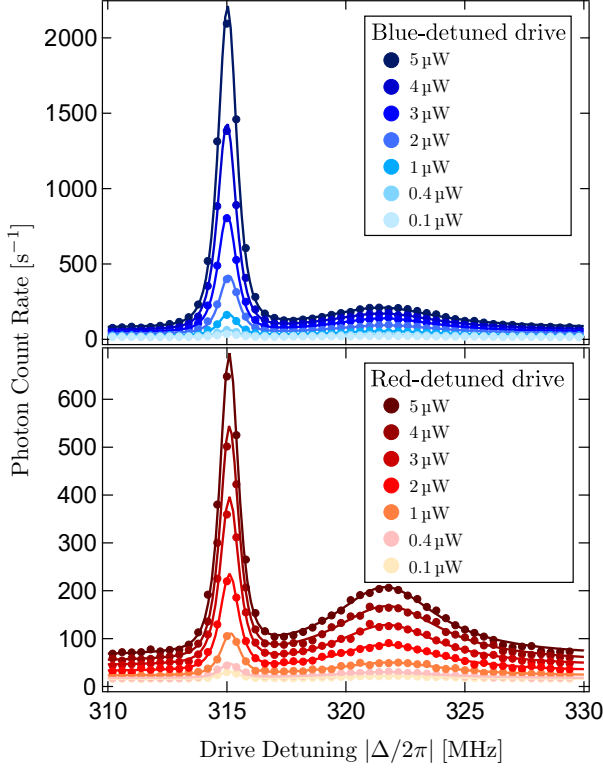 Photon Count Rate [s⁻¹]
2000
1500
1000
500
0
Blue-detuned drive
5 µW
4 µW
3 µW
2 µW
1 µW
0.4 µW
0.1 µW
600
500
400
300
200
100
0
Red-detuned drive
5 µW
4 µW
3 µW
2 µW
1 µW
0.4 µW
0.1 µW
310 315 320 325 330
Drive Detuning |Δ/2π| [MHz]